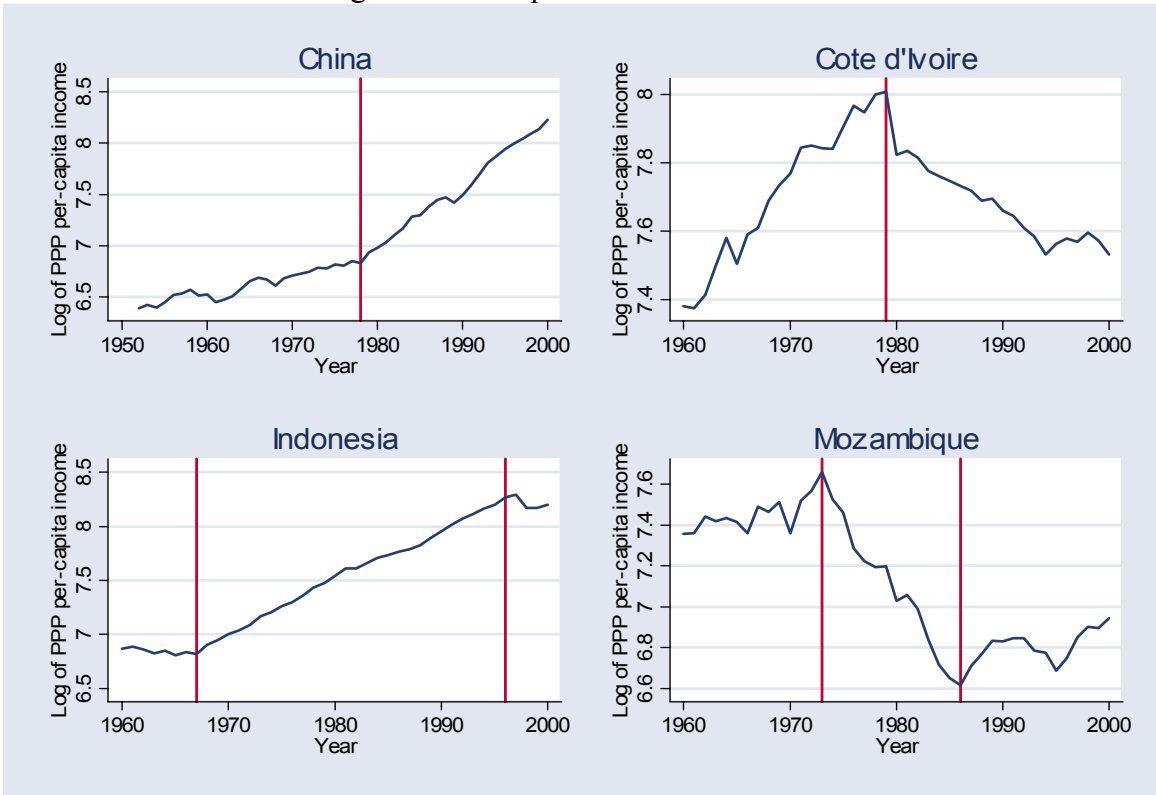 China
Log of PPP per-capita income
8.5
8
7.5
7
6.5
1950 1960 1970 1980 1990 2000
Year
Cote d'Ivoire
Log of PPP per-capita income
8
7.8
7.6
7.4
1960 1970 1980 1990 2000
Year
Indonesia
Log of PPP per-capita income
8.5
8
7.5
7
6.5
1960 1970 1980 1990 2000
Year
Mozambique
Log of PPP per-capita income
7.6
7.4
7.2
7
6.8
6.6
1960 1970 1980 1990 2000
Year